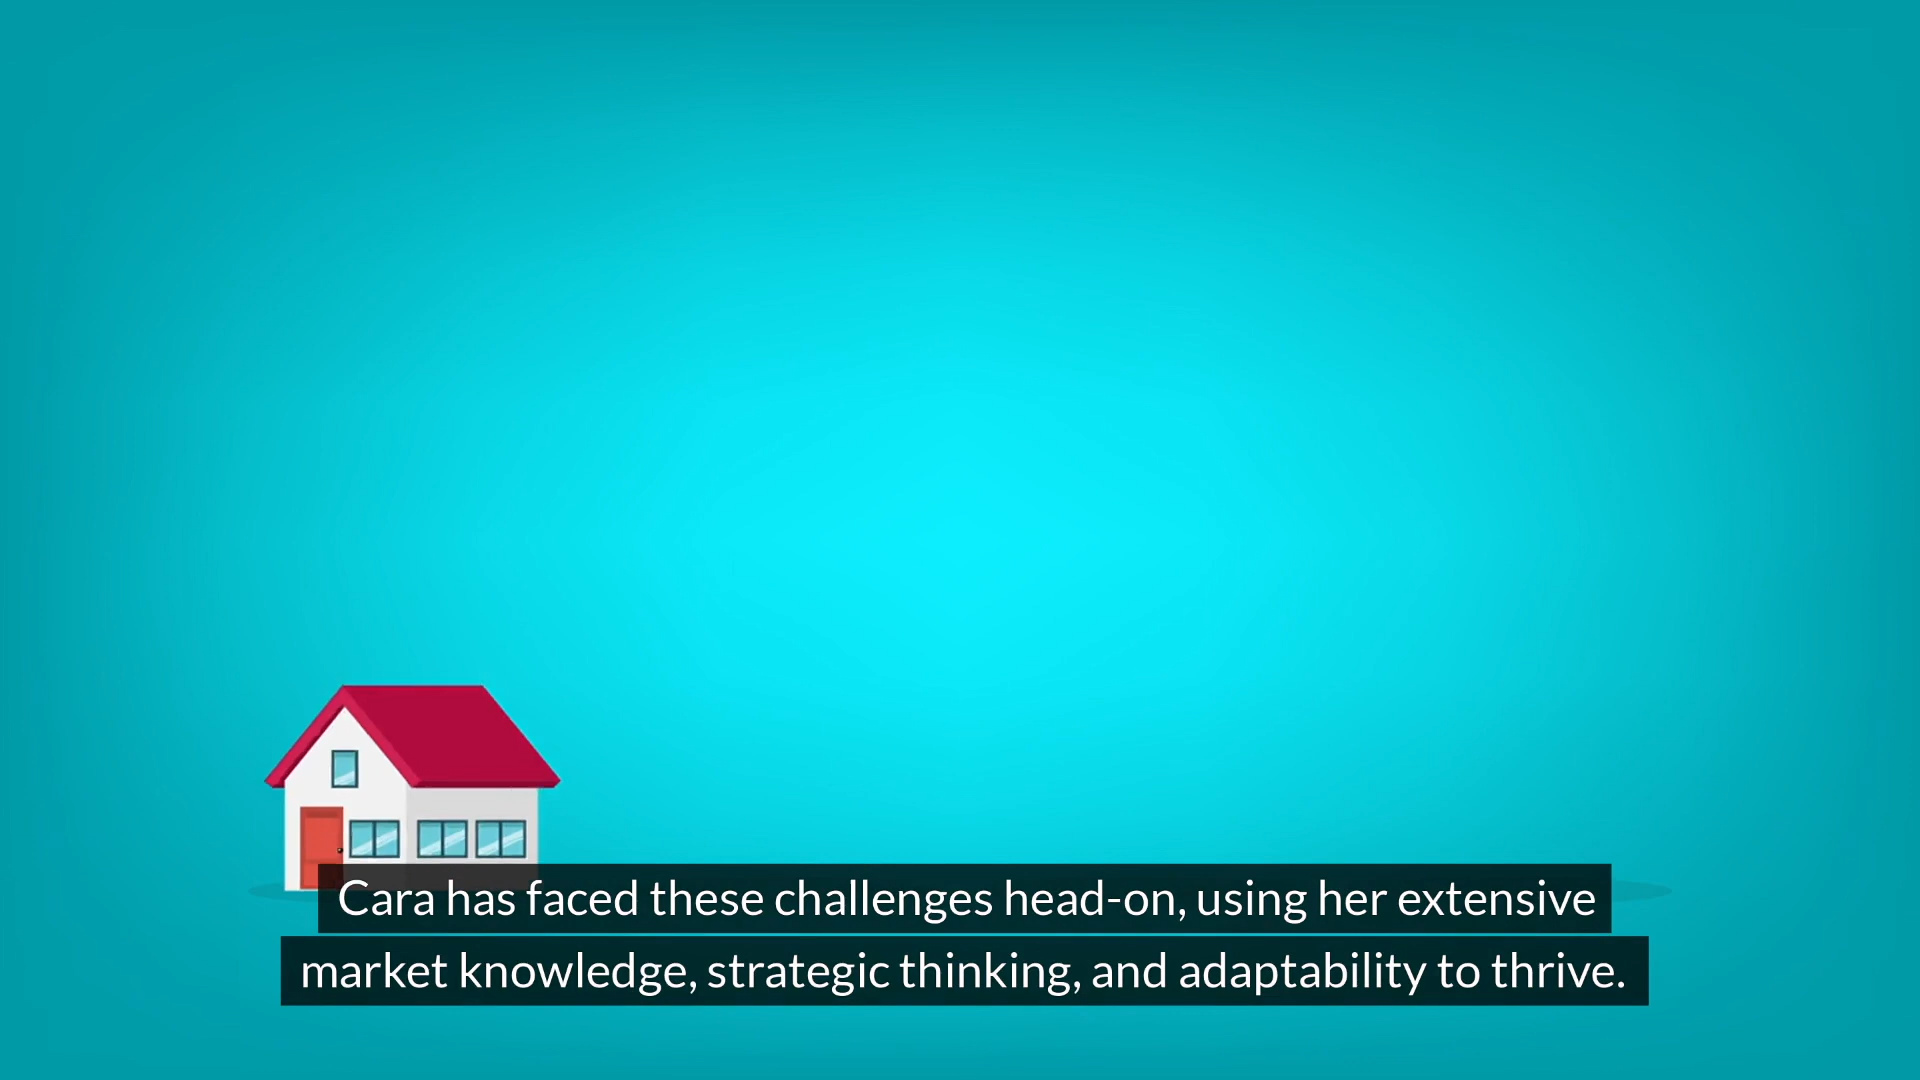 Cara has faced these challenges head-on, using her extensive
market knowledge, strategic thinking, and adaptability to thrive.